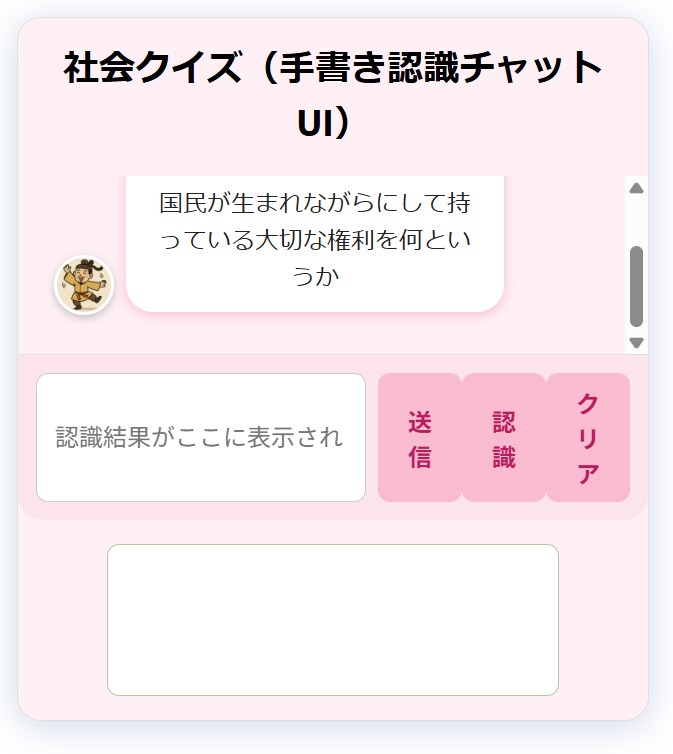 社会クイズ（手書き認識チャット
UI）
国民が生まれながらにして持
っている大切な権利を何とい
うか
認識結果がここに表示され
送
信
認
識
ク
リ
ア